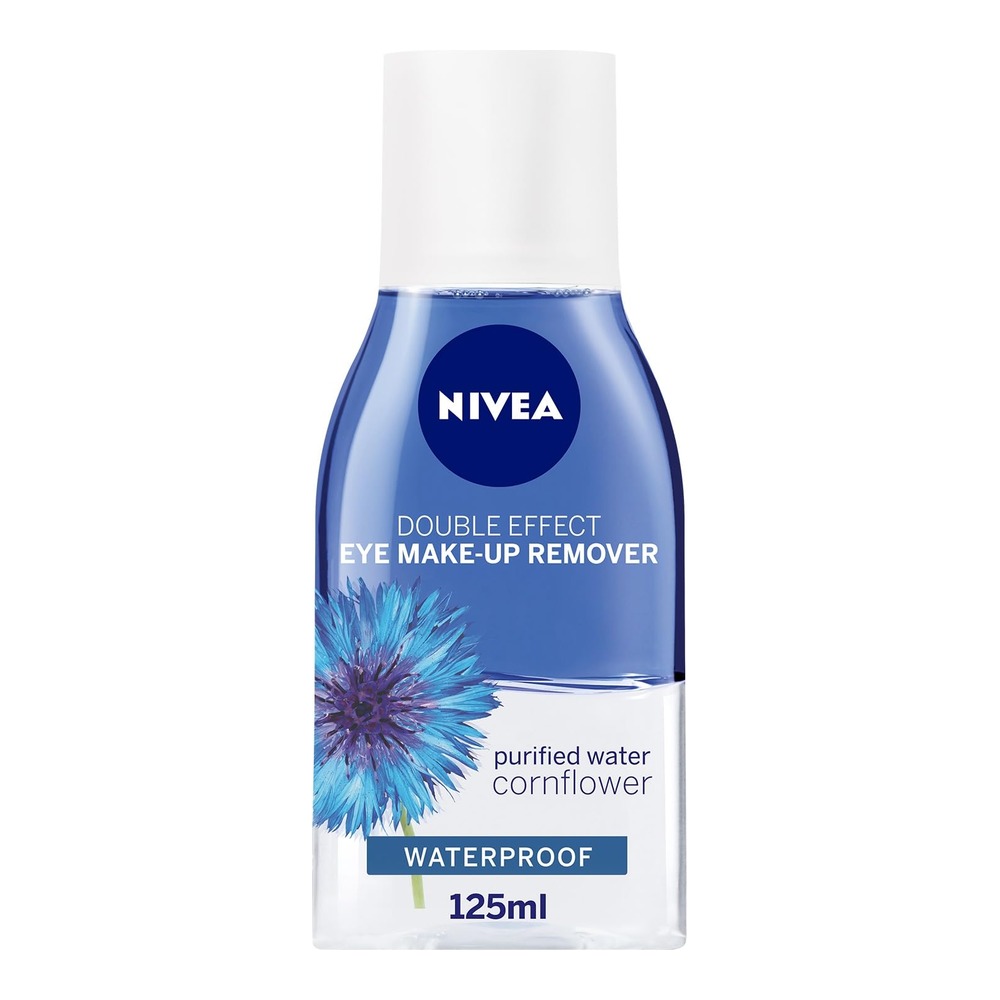 NIVEA
DOUBLE EFFECT
EYE MAKE-UP REMOVER
purified water
cornflower
WATERPROOF
125ml